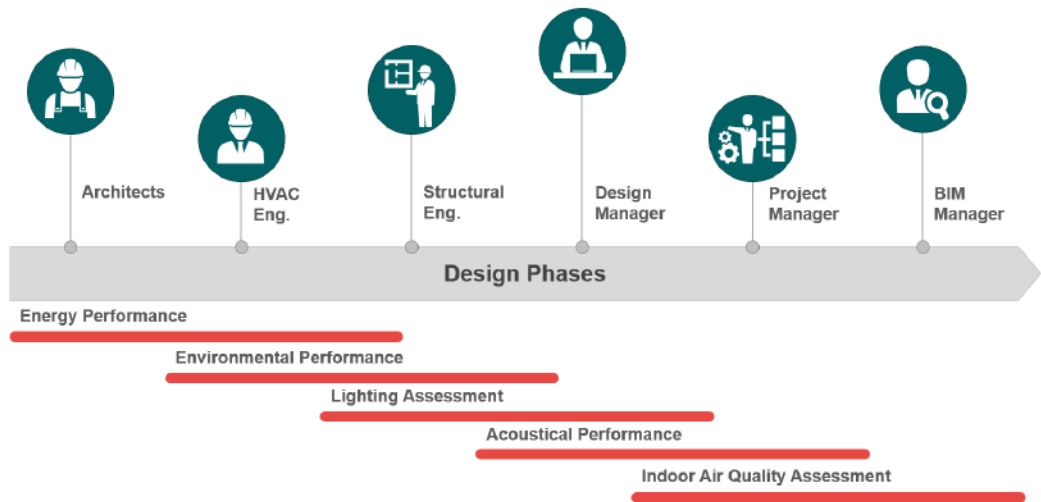 Architects
HVAC
Eng.
Structural
Eng.
Design
Manager
Project
Manager
BIM
Manager
Design Phases
Energy Performance
Environmental Performance
Lighting Assessment
Acoustical Performance
Indoor Air Quality Assessment